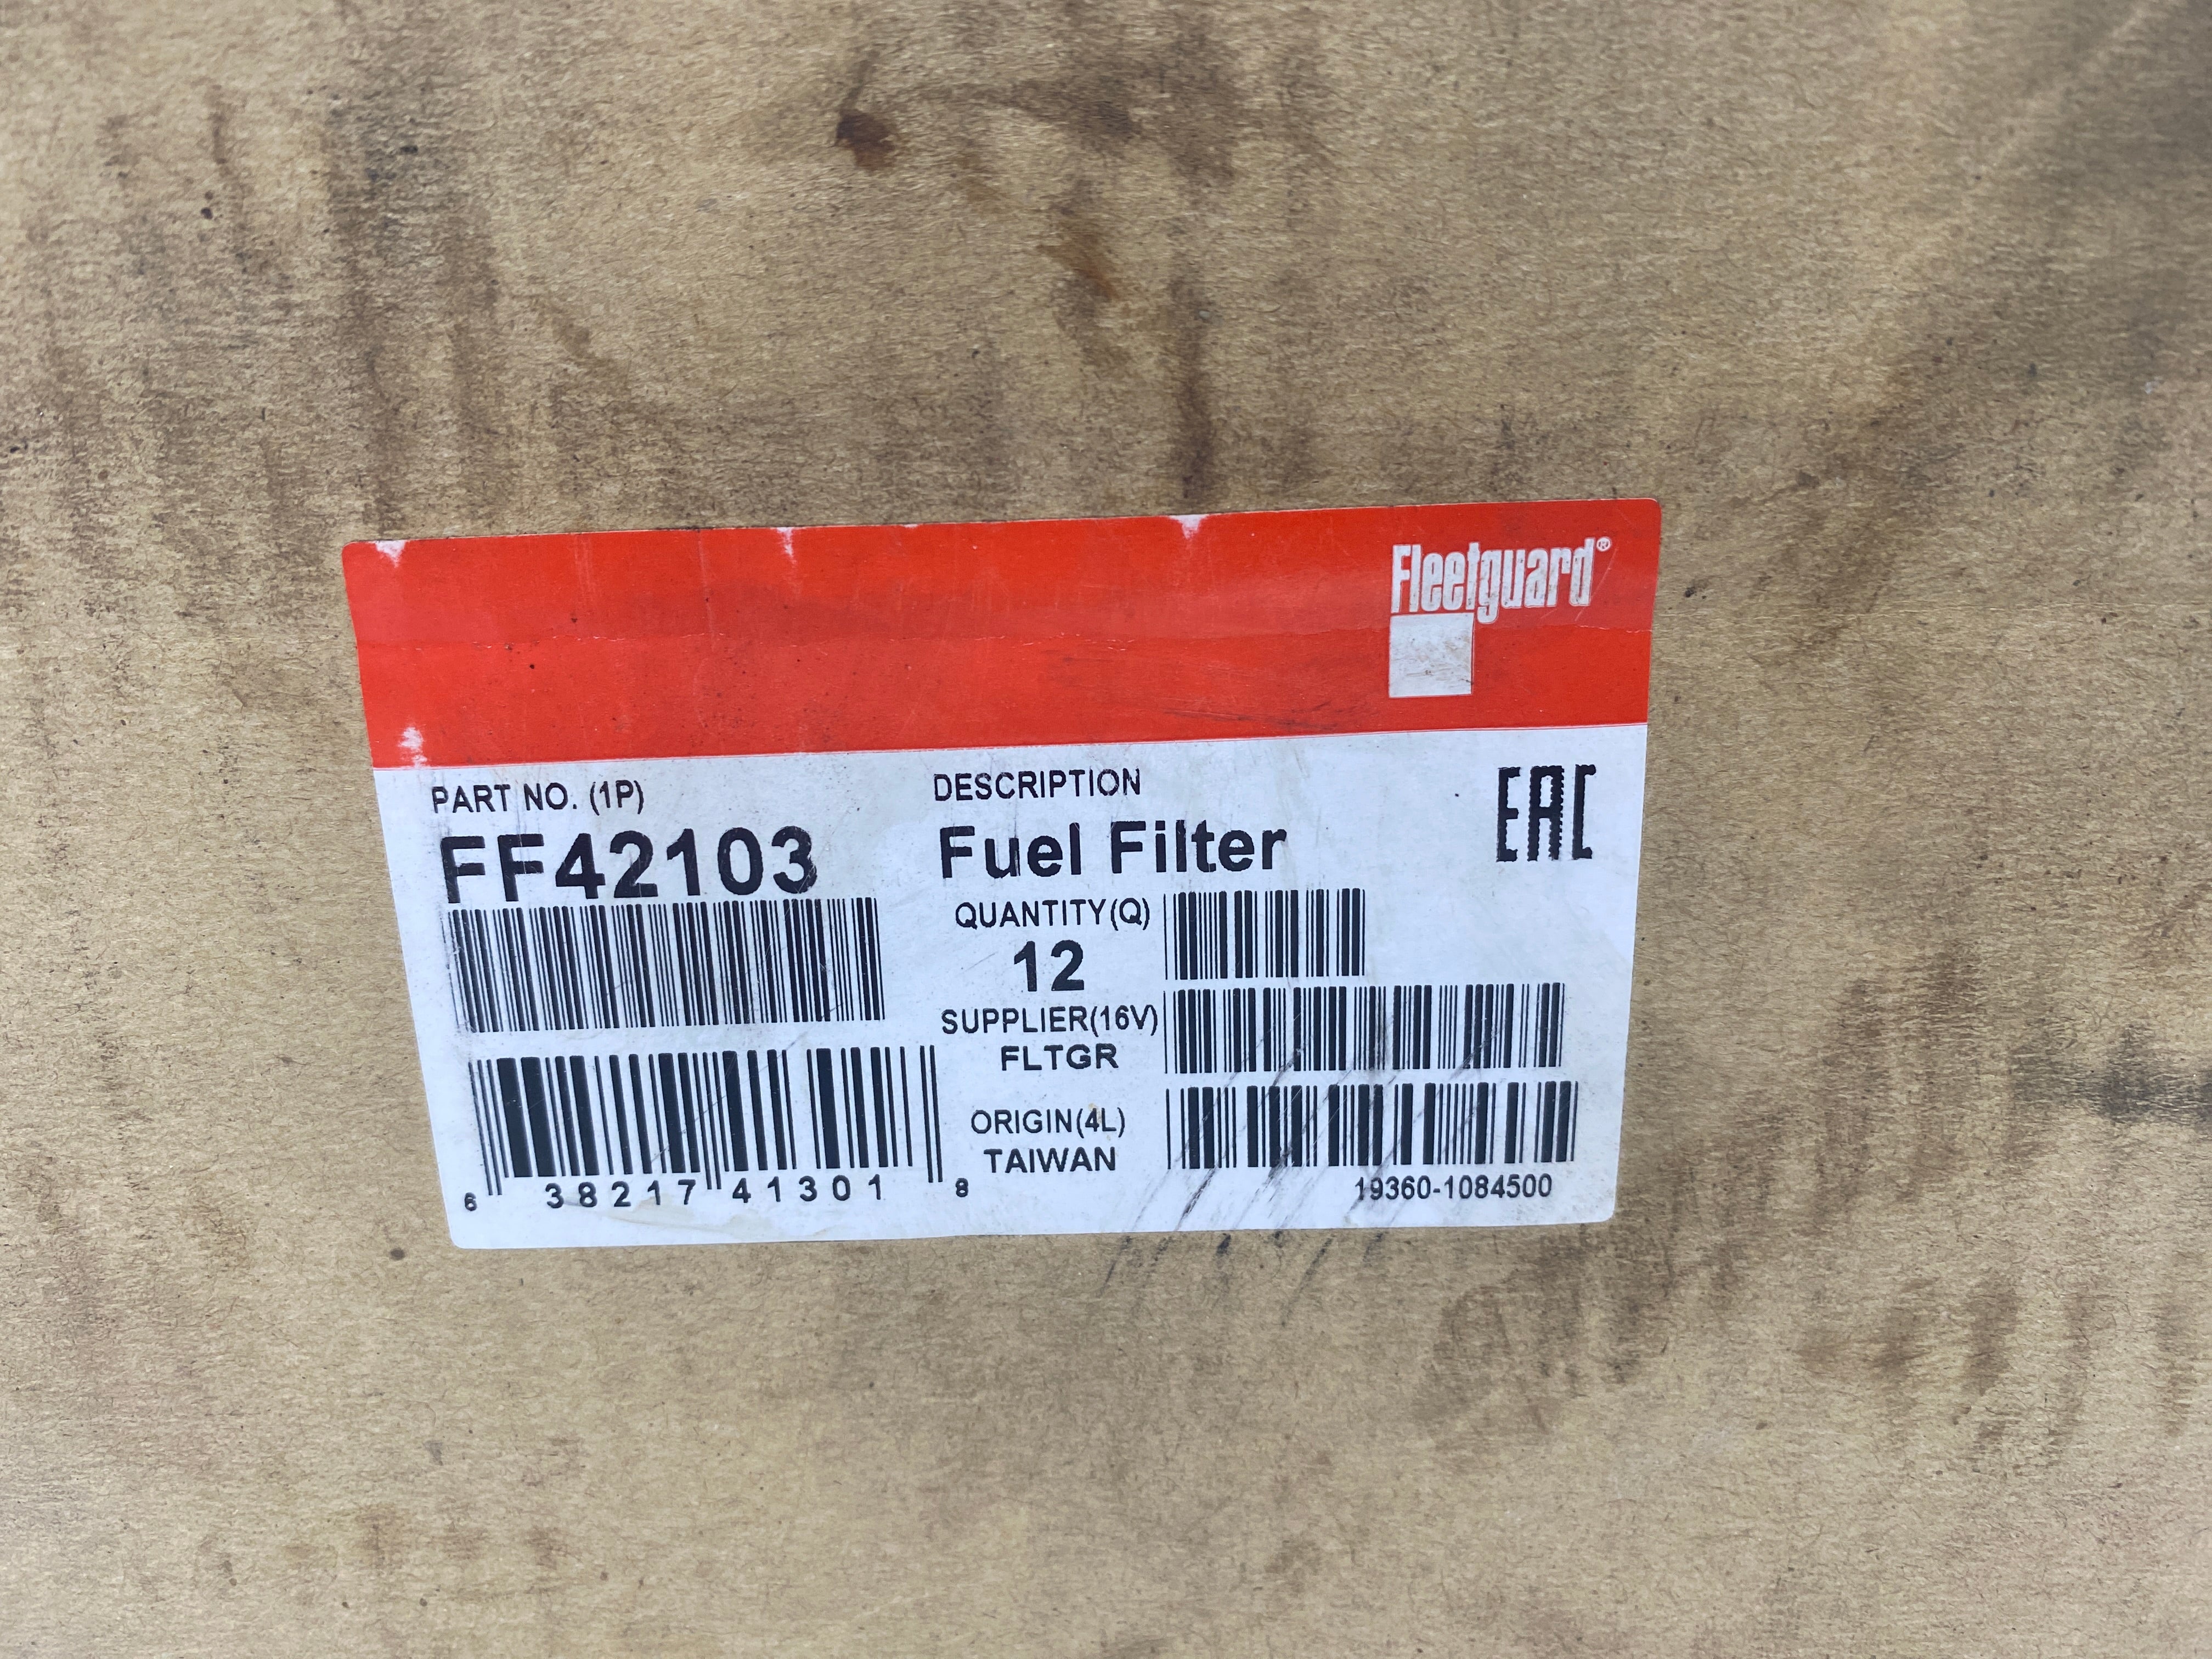 Fleetguard®
PART NO. (1P)
FF42103
DESCRIPTION
Fuel Filter
EAC
QUANTITY(Q)
12
SUPPLIER(16V)
FLTGR
ORIGIN(4L)
TAIWAN
6 38217 41301 8
19360-1084500